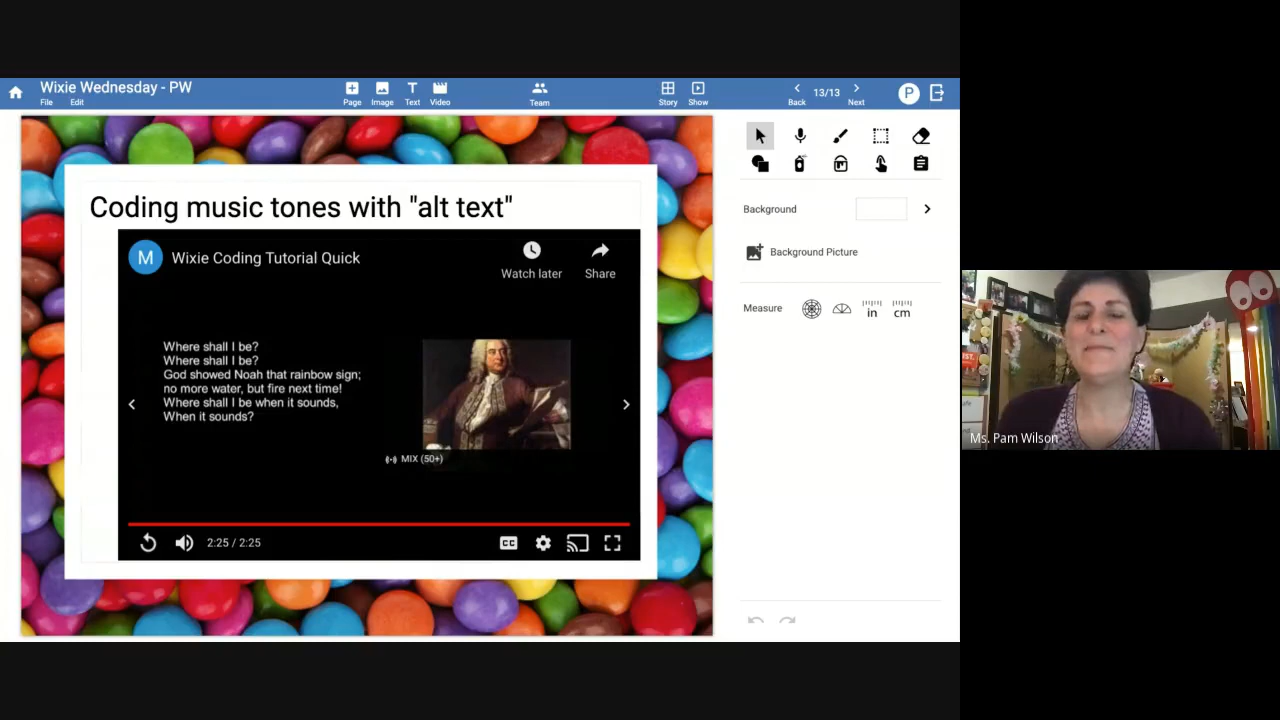 Wixie Wednesday - PW
File Edit
Page Image Text Video
Team
Story Show
Back 13/13 Next
P
Coding music tones with "alt text"
M Wixie Coding Tutorial Quick
Watch later Share
Where shall I be?
Where shall I be?
God showed Noah that rainbow sign;
no more water, but fire next time!
Where shall I be when it sounds,
When it sounds?
MIX (50+)
2:25 / 2:25
CC
Background
Background Picture
Measure in cm
Ms. Pam Wilson